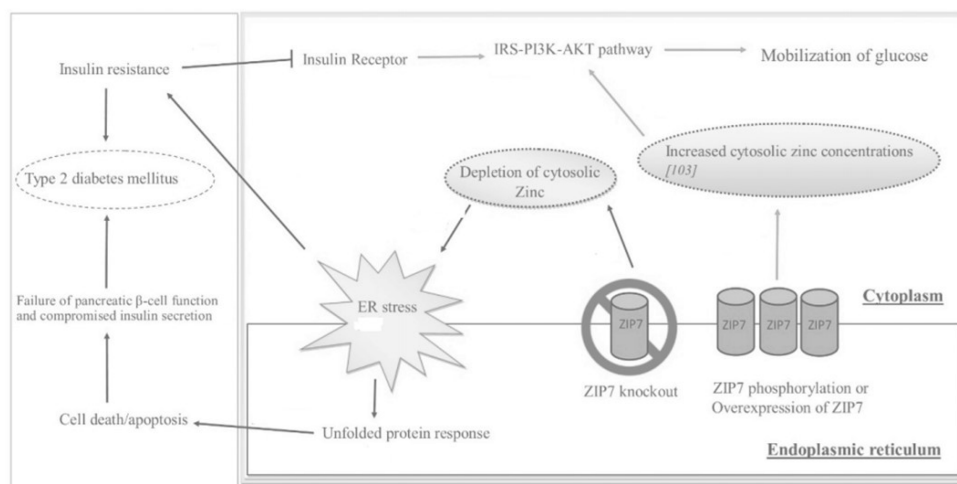 Insulin resistance
Insulin Receptor
IRS-PI3K-AKT pathway
Mobilization of glucose
Type 2 diabetes mellitus
Depletion of cytosolic
Zinc
Increased cytosolic zinc concentrations
[103]
Failure of pancreatic β-cell function
and compromised insulin secretion
ER stress
ZIP7
ZIP7
ZIP7
ZIP7
Cytoplasm
ZIP7 knockout
ZIP7 phosphorylation or
Overexpression of ZIP7
Cell death/apoptosis
Unfolded protein response
Endoplasmic reticulum